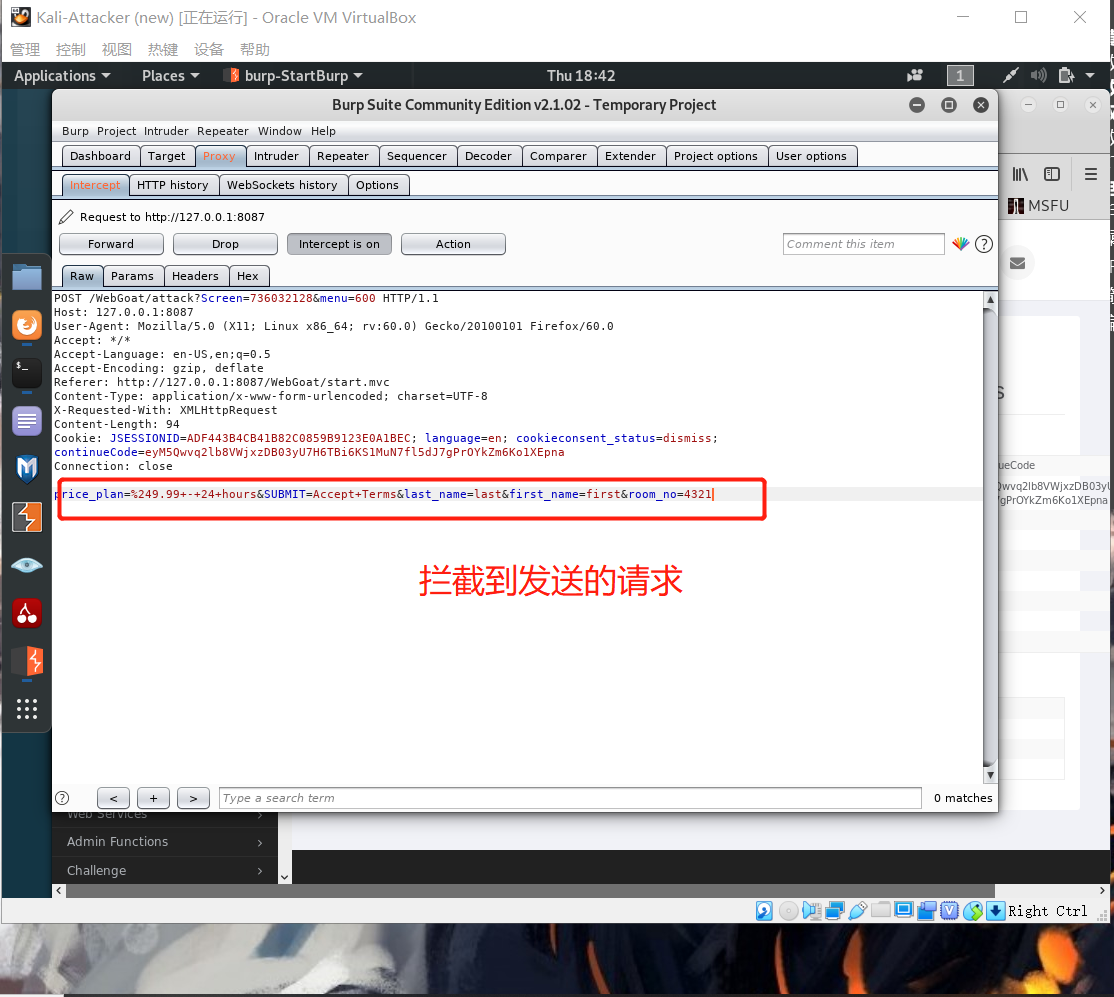 Kali-Attacker (new) [正在运行] - Oracle VM VirtualBox
管理 控制 视图 热键 设备 帮助
Applications Places burp-StartBurp Thu 18:42 1
Burp Suite Community Edition v2.1.02 - Temporary Project
Burp Project Intruder Repeater Window Help
Dashboard Target Proxy Intruder Repeater Sequencer Decoder Comparer Extender Project options User options
Intercept HTTP history WebSockets history Options
MSFU
Request to http://127.0.0.1:8087
Forward Drop Intercept is on Action Comment this item ?
Raw Params Headers Hex
POST /WebGoat/attack?Screen=736032128&menu=600 HTTP/1.1
Host: 127.0.0.1:8087
User-Agent: Mozilla/5.0 (X11; Linux x86_64; rv:60.0) Gecko/20100101 Firefox/60.0
Accept: */*
Accept-Language: en-US,en;q=0.5
Accept-Encoding: gzip, deflate
Referer: http://127.0.0.1:8087/WebGoat/start.mvc
Content-Type: application/x-www-form-urlencoded; charset=UTF-8
X-Requested-With: XMLHttpRequest
Content-Length: 94
Cookie: JSESSIONID=ADF443B4CB41B82C0859B9123E0A1BEC; language=en; cookieconsent_status=dismiss;
continueCode=eyM5Qwvq2lb8VWjxzDB03yU7H6TBi6KS1MuN7fl5dJ7gPrOYkZm6Ko1XEpna
Connection: close
price_plan=%249.99+-+24+hours&SUBMIT=Accept+Terms&last_name=last&first_name=first&room_no=4321
ueCode
Qwvq2lb8VWjxzDB03yU
'gPrOYkZm6Ko1XEpna
拦截到发送的请求
? < + > Type a search term 0 matches
Web Services
Admin Functions
Challenge
Right Ctrl